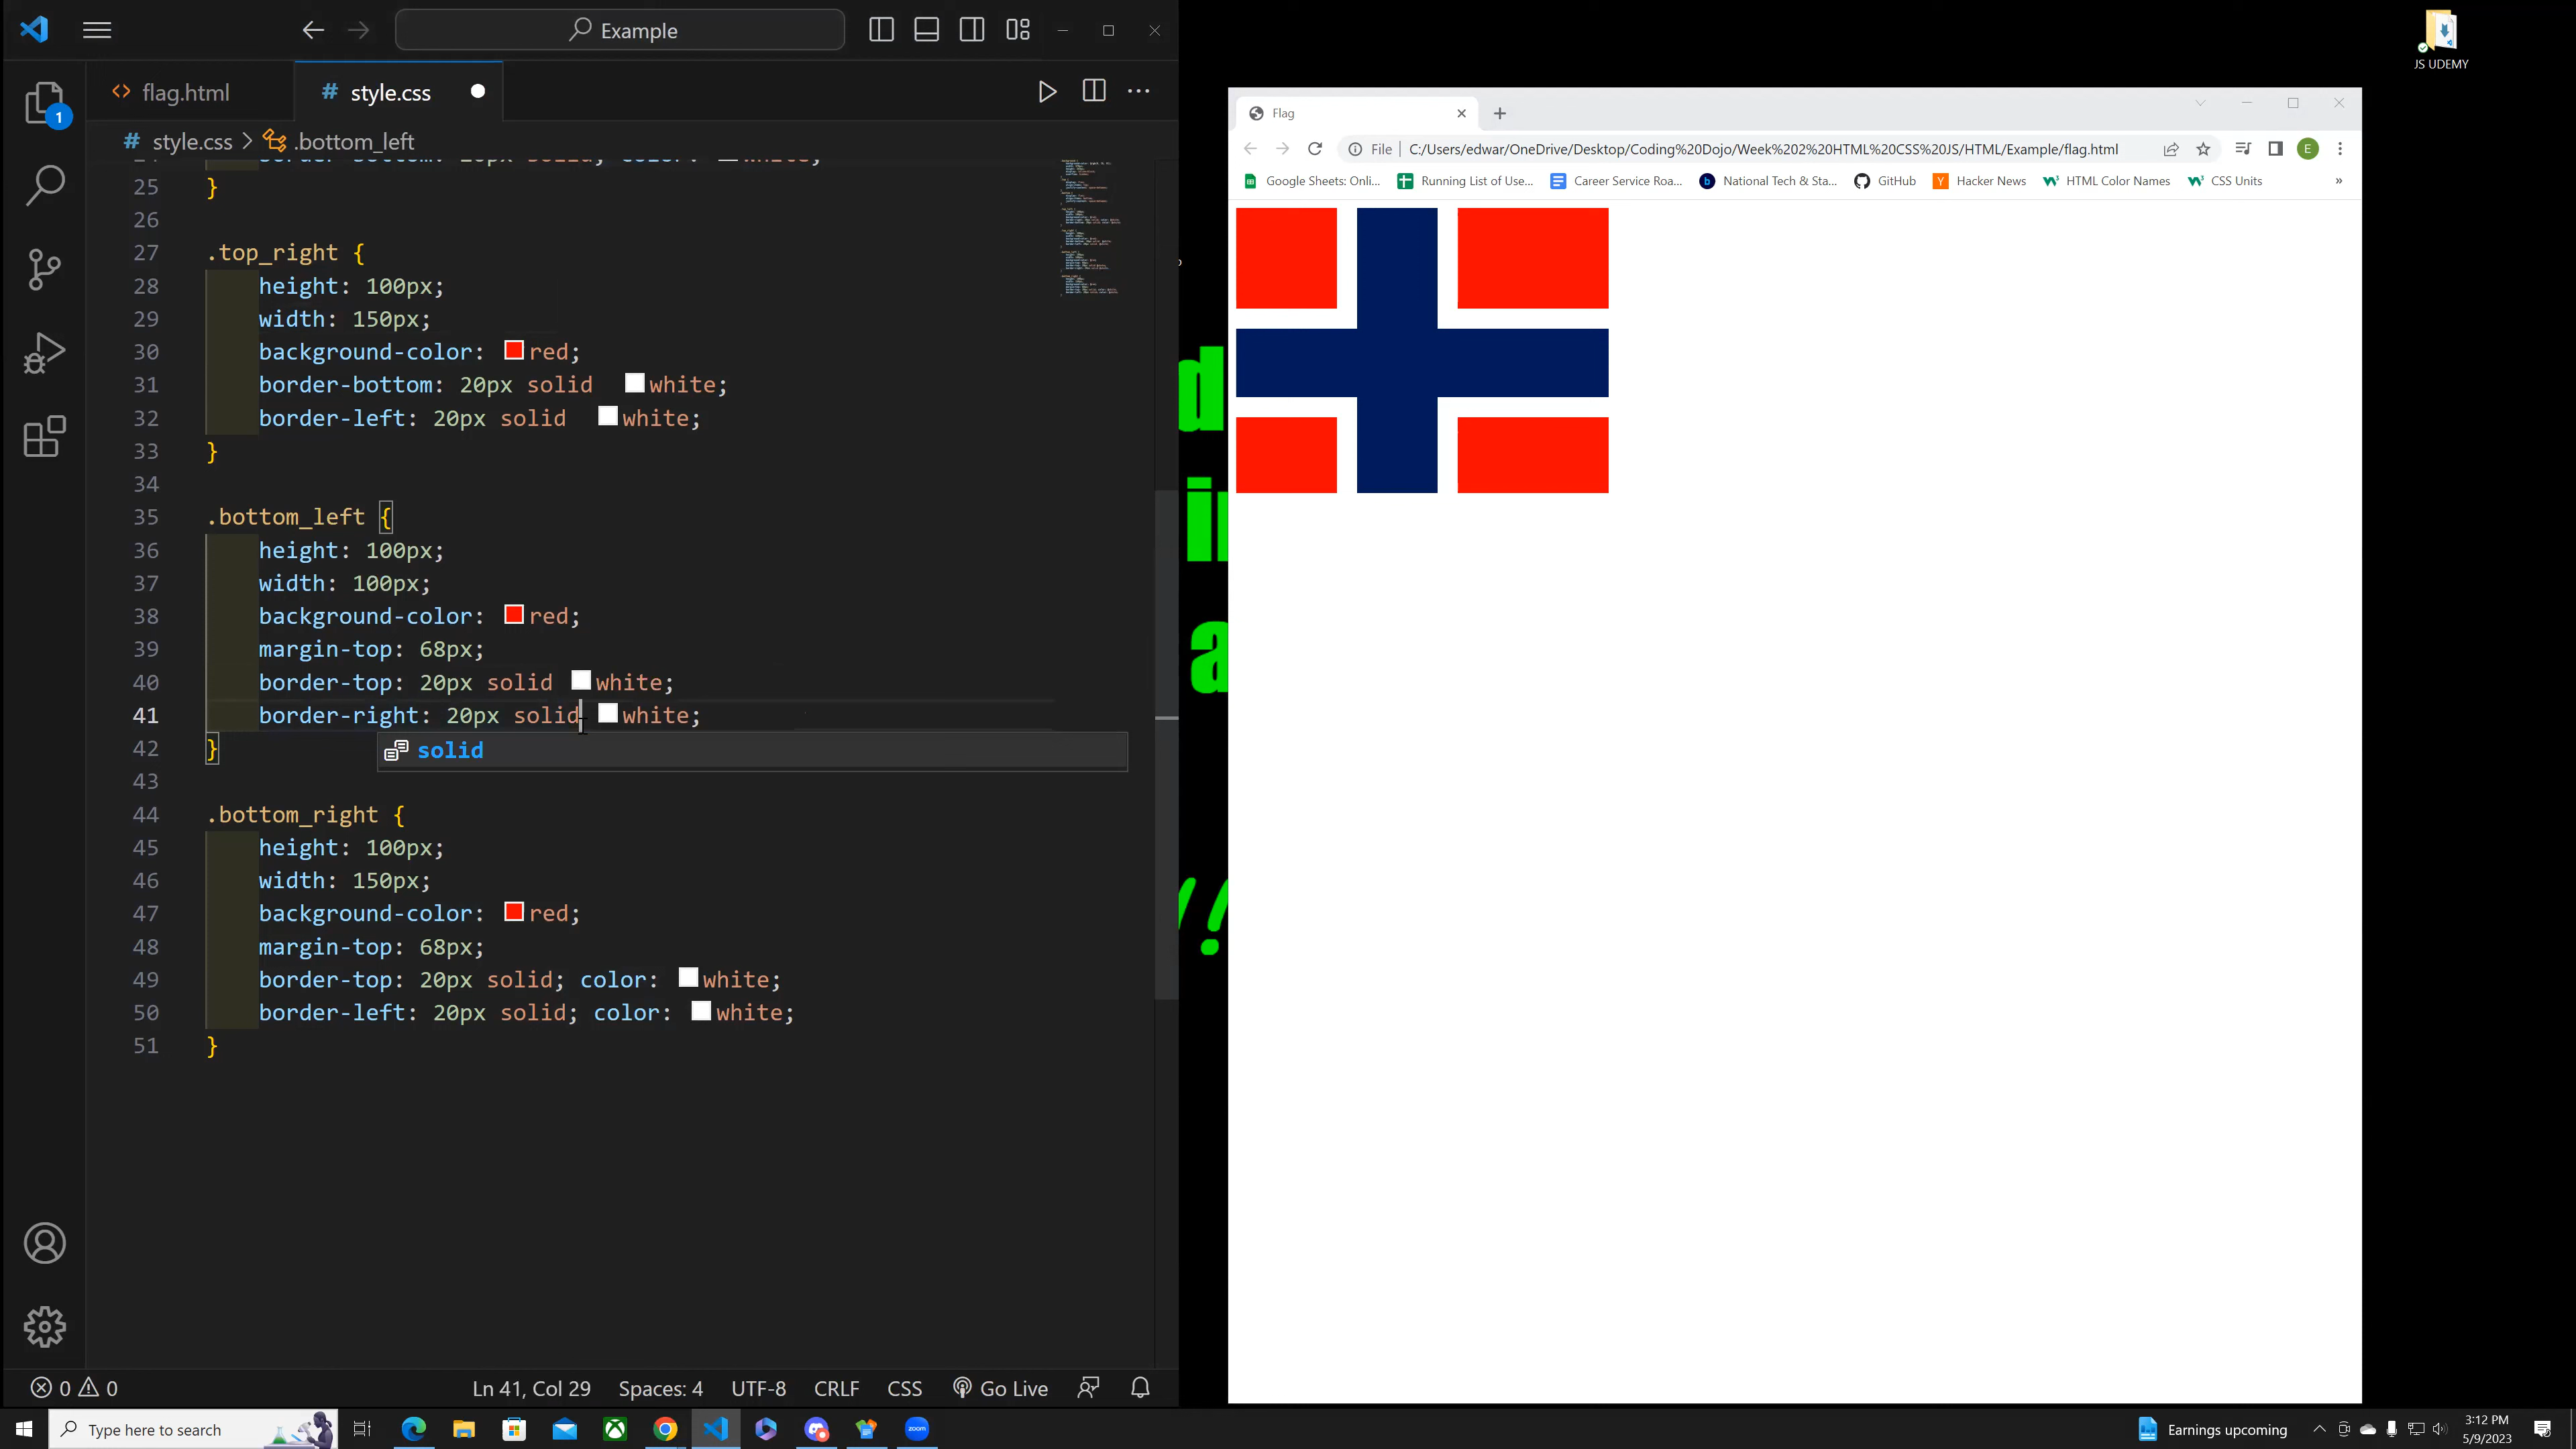 Example
flag.html
# style.css
# style.css > .bottom_left
25 }
26
27 .top_right {
28 height: 100px;
29 width: 150px;
30 background-color: red;
31 border-bottom: 20px solid white;
32 border-left: 20px solid white;
33 }
34
35 .bottom_left {
36 height: 100px;
37 width: 100px;
38 background-color: red;
39 margin-top: 68px;
40 border-top: 20px solid white;
41 border-right: 20px solid white;
42 }
solid
43
44 .bottom_right {
45 height: 100px;
46 width: 150px;
47 background-color: red;
48 margin-top: 68px;
49 border-top: 20px solid; color: white;
50 border-left: 20px solid; color: white;
51 }
1
0 0
Ln 41, Col 29 Spaces: 4 UTF-8 CRLF CSS Go Live
JS UDEMY
Flag
File C:/Users/edwar/OneDrive/Desktop/Coding%20Dojo/Week%202%20HTML%20CSS%20JS/HTML/Example/flag.html
E
Google Sheets: Onli... Running List of Use... Career Service Roa... National Tech & Sta... GitHub Hacker News HTML Color Names CSS Units »
Type here to search
zoom
Earnings upcoming
3:12 PM
5/9/2023